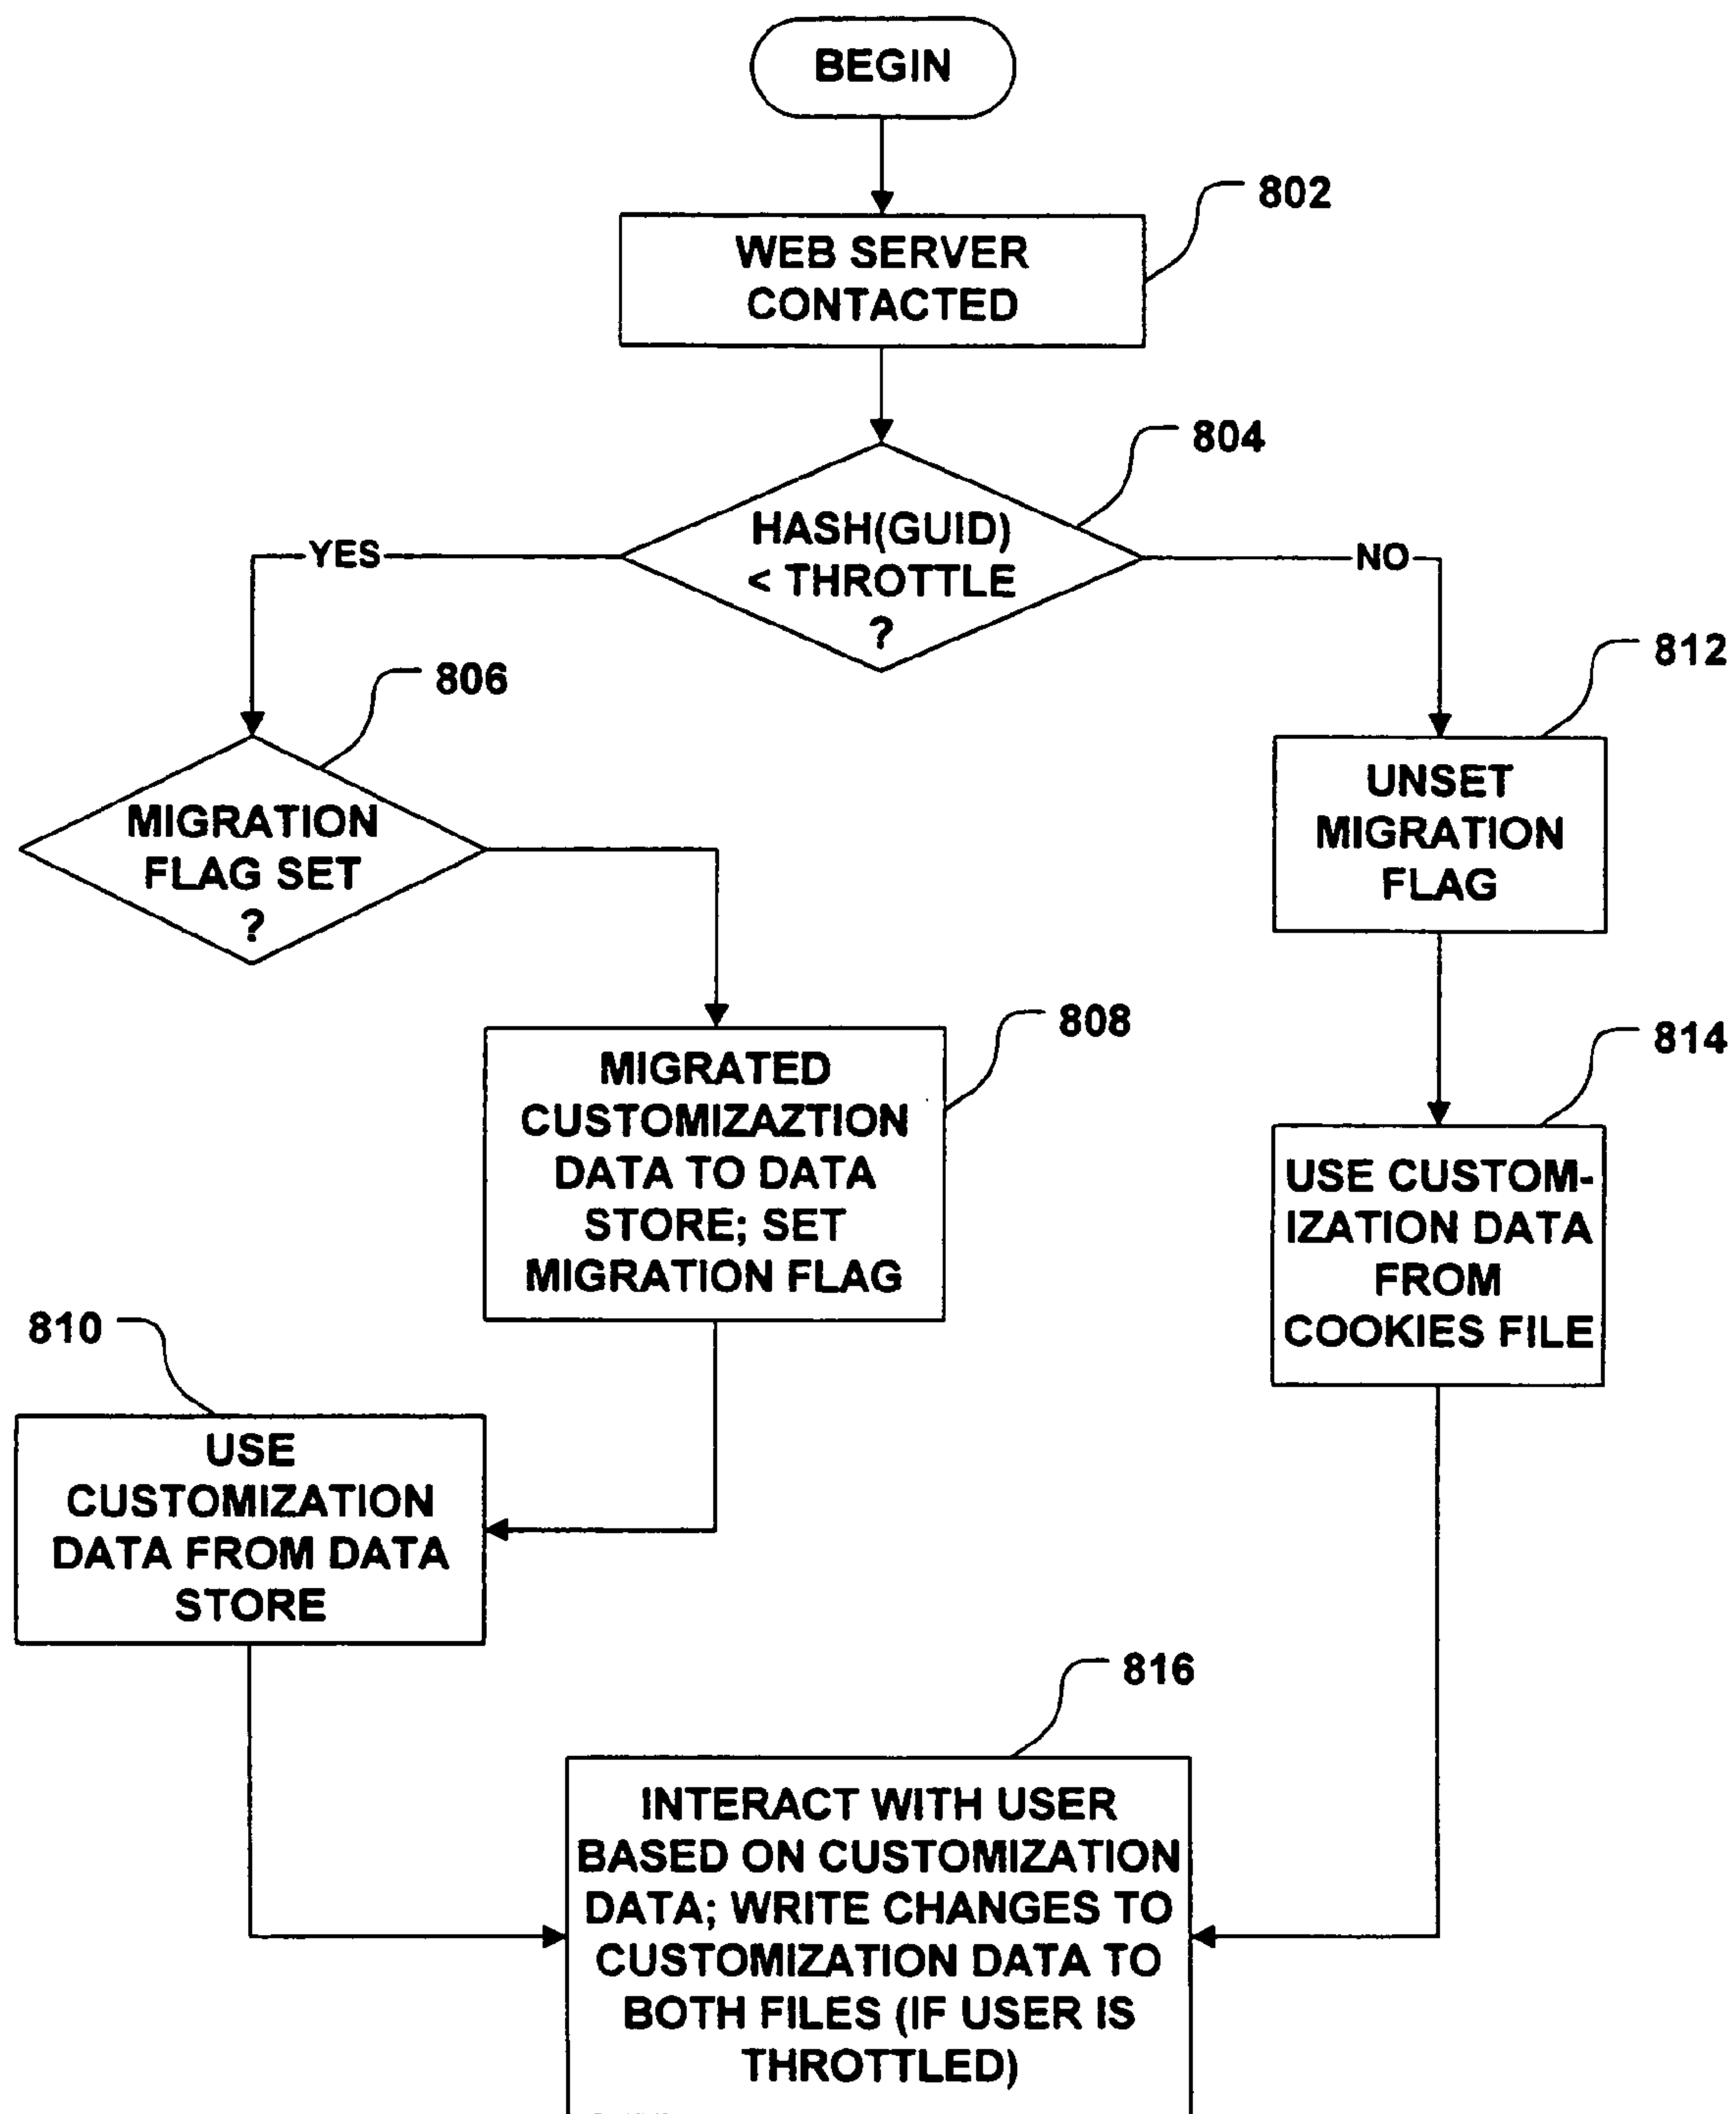 BEGIN
802
WEB SERVER
CONTACTED
804
HASH(GUID)
< THROTTLE
?
YES
NO
806
812
MIGRATION
FLAG SET
?
UNSET
MIGRATION
FLAG
808
MIGRATED
CUSTOMIZAZTION
DATA TO DATA
STORE; SET
MIGRATION FLAG
814
USE CUSTOM-
IZATION DATA
FROM
COOKIES FILE
810
USE
CUSTOMIZATION
DATA FROM DATA
STORE
816
INTERACT WITH USER
BASED ON CUSTOMIZATION
DATA; WRITE CHANGES TO
CUSTOMIZATION DATA TO
BOTH FILES (IF USER IS
THROTTLED)